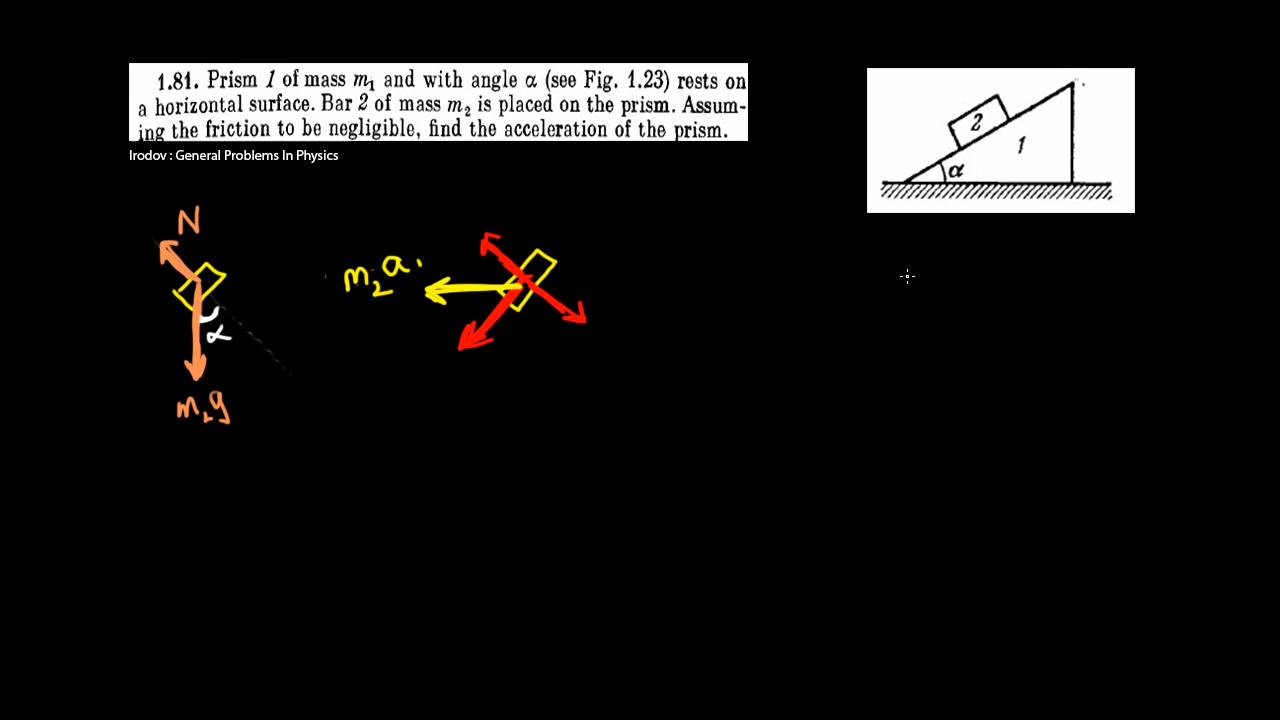 1.81. Prism 1 of mass m₁ and with angle α (see Fig. 1.23) rests on
a horizontal surface. Bar 2 of mass m₂ is placed on the prism. Assum-
ing the friction to be negligible, find the acceleration of the prism.
Irodov : General Problems In Physics
2
1
α
N
m₂a
α
m₂g